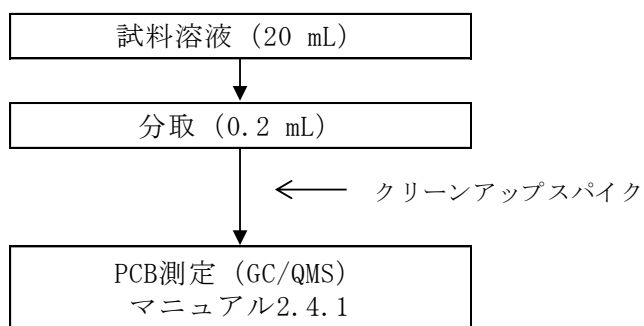 試料溶液 (20 mL)
分取 (0.2 mL)
クリーンアップスパイク
PCB測定 (GC/QMS)
マニュアル2.4.1